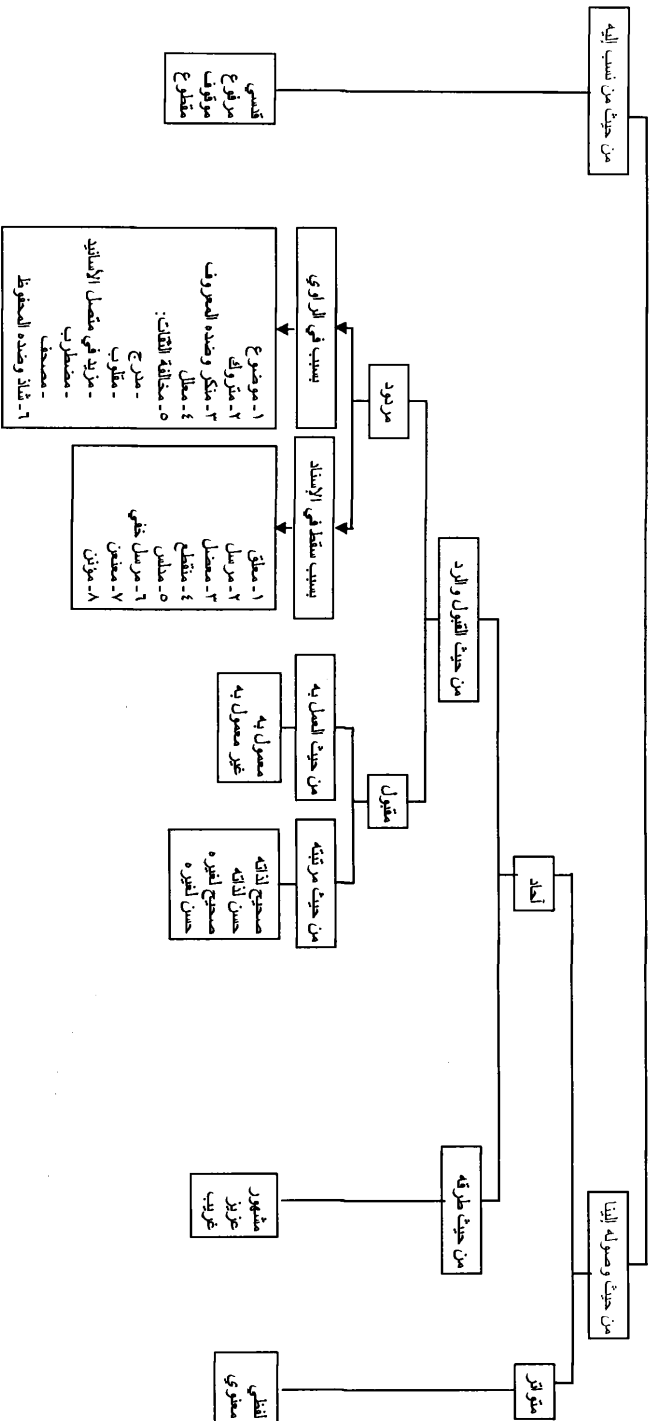 من حيث وصوله إلينا
متواتر
لفظي
معنوي
آحاد
من حيث طرقه
مشهور
عزيز
غريب
من حيث القبول والرد
مقبول
من حيث مرتبته
صحيح لذاته
حسن لذاته
صحيح لغيره
حسن لغيره
من حيث العمل به
معمول به
غير معمول به
مردود
بسبب سقط في الإسناد
١- معلق
٢- مرسل
٣- معضل
٤- منقطع
٥- مدلس
٦- مرسل خفي
٧- معنعن
٨- مؤنن
بسبب في الراوي
١- موضوع
٢- متروك
٣- منكر وضده المعروف
٤- معلل
٥- مخالفة الثقات:
- مدرج
- مقلوب
- مزيد في متصل الأسانيد
- مضطرب
- مصحف
٦- شاذ وضده المحفوظ
من حيث من نسب إليه
قدسي
مرفوع
موقوف
مقطوع